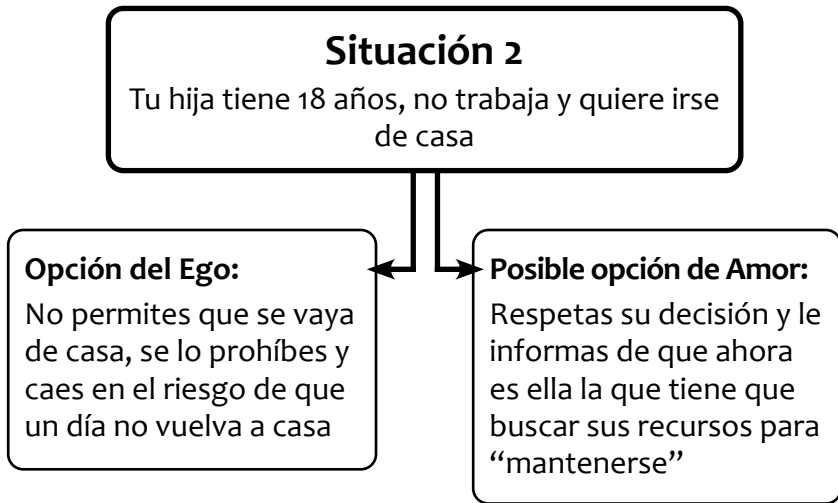 Situación 2
Tu hija tiene 18 años, no trabaja y quiere irse
de casa
Opción del Ego:
No permites que se vaya
de casa, se lo prohíbes y
caes en el riesgo de que
un día no vuelva a casa
Posible opción de Amor:
Respetas su decisión y le
informas de que ahora
es ella la que tiene que
buscar sus recursos para
“mantenerse”